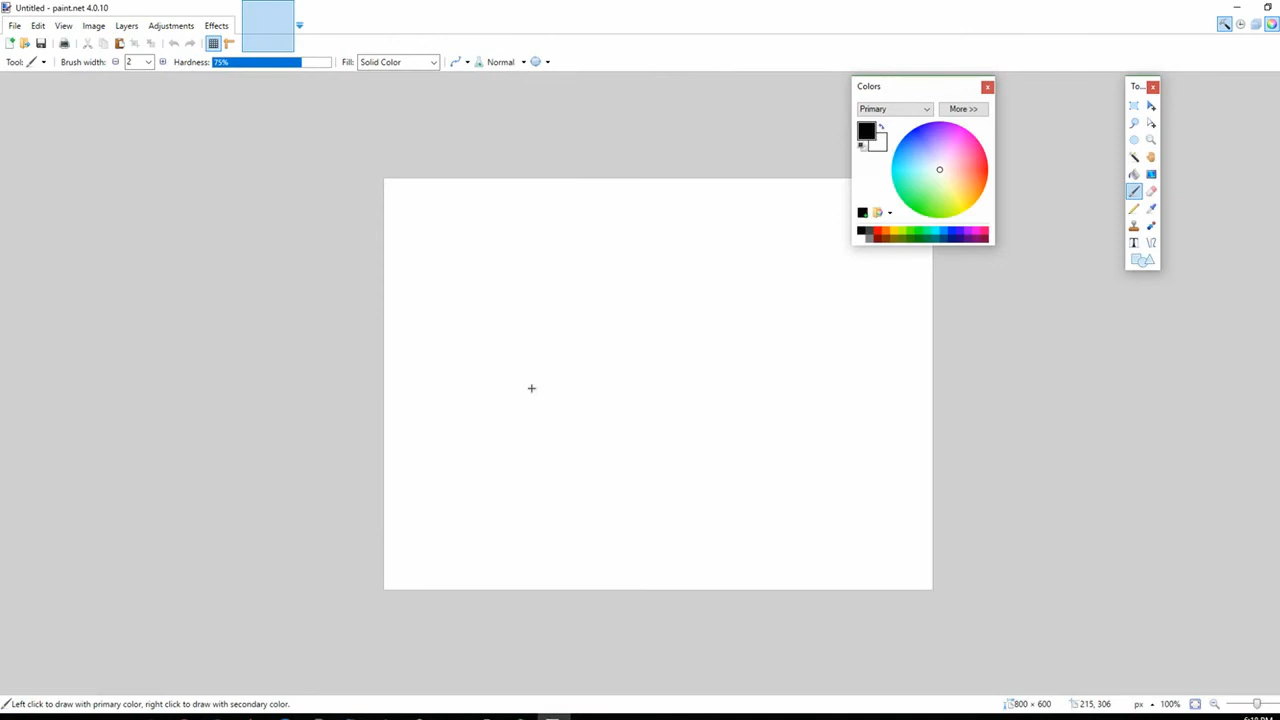 Untitled - paint.net 4.0.10
File Edit View Image Layers Adjustments Effects
Tool: Brush width: 2 Hardness: 75% Fill: Solid Color Normal
Colors
Primary More >>
To...
T
Left click to draw with primary color, right click to draw with secondary color.
800 × 600 215, 306 px 100%